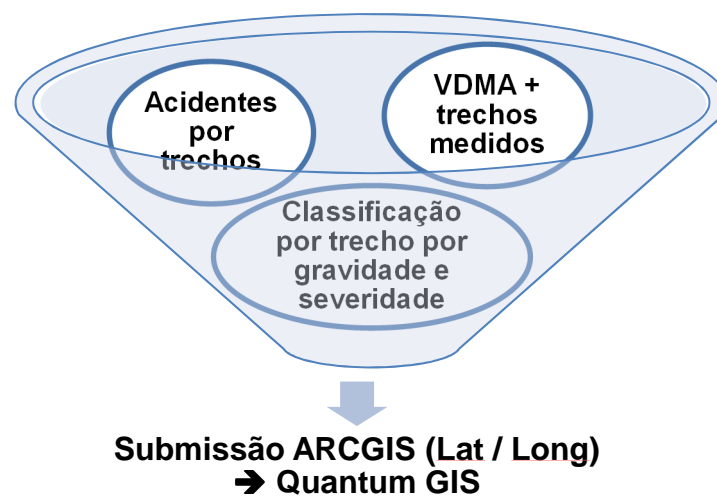 Acidentes
por
trechos
VDMA +
trechos
medidos
Classificação
por trecho por
gravidade e
severidade
Submissão ARCGIS (Lat / Long)
➔ Quantum GIS